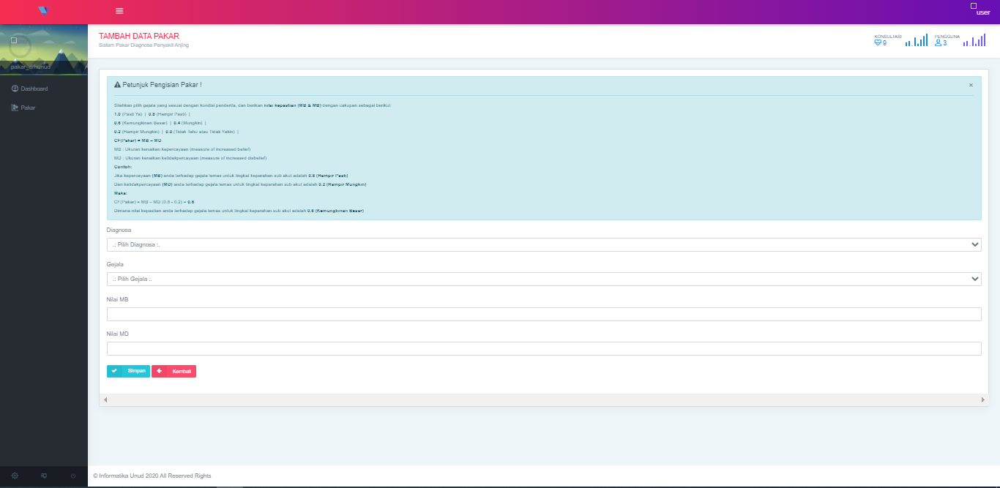 user
TAMBAH DATA PAKAR
Sistem Pakar Diagnosa Penyakit Anjing
KONSULTASI
9
PENGGUNA
3
pakar_drhunud
Dashboard
Pakar
Petunjuk Pengisian Pakar !
×
Silahkan pilih gejala yang sesuai dengan kondisi penderita, dan berikan nilai kepastian (MB & MB) dengan cakupan sebagai berikut:
1.0 (Pasti Ya) | 0.8 (Hampir Pasti) |
0.6 (Kemungkinan Besar) | 0.4 (Mungkin) |
0.2 (Hampir Mungkin) | 0.0 (Tidak Tahu atau Tidak Yakin) |
CF(Pakar) = MB – MD
MB : Ukuran kenaikan kepercayaan (measure of increased belief)
MD : Ukuran kenaikan ketidakpercayaan (measure of increased disbelief)
Contoh:
Jika kepercayaan (MB) anda terhadap gejala lemas untuk tingkat keparahan sub akut adalah 0.8 (Hampir Pasti)
Dan ketidakpercayaan (MD) anda terhadap gejala lemas untuk tingkat keparahan sub akut adalah 0.2 (Hampir Mungkin)
Maka:
CF(Pakar) = MB – MD (0.8 - 0.2) = 0.6
Dimana nilai kepastian anda terhadap gejala lemas untuk tingkat keparahan sub akut adalah 0.6 (Kemungkinan Besar)
Diagnosa
.: Pilih Diagnosa :.
Gejala
.: Pilih Gejala :.
Nilai MB
Nilai MD
Simpan
Kembali
© Informatika Unud 2020 All Reserved Rights